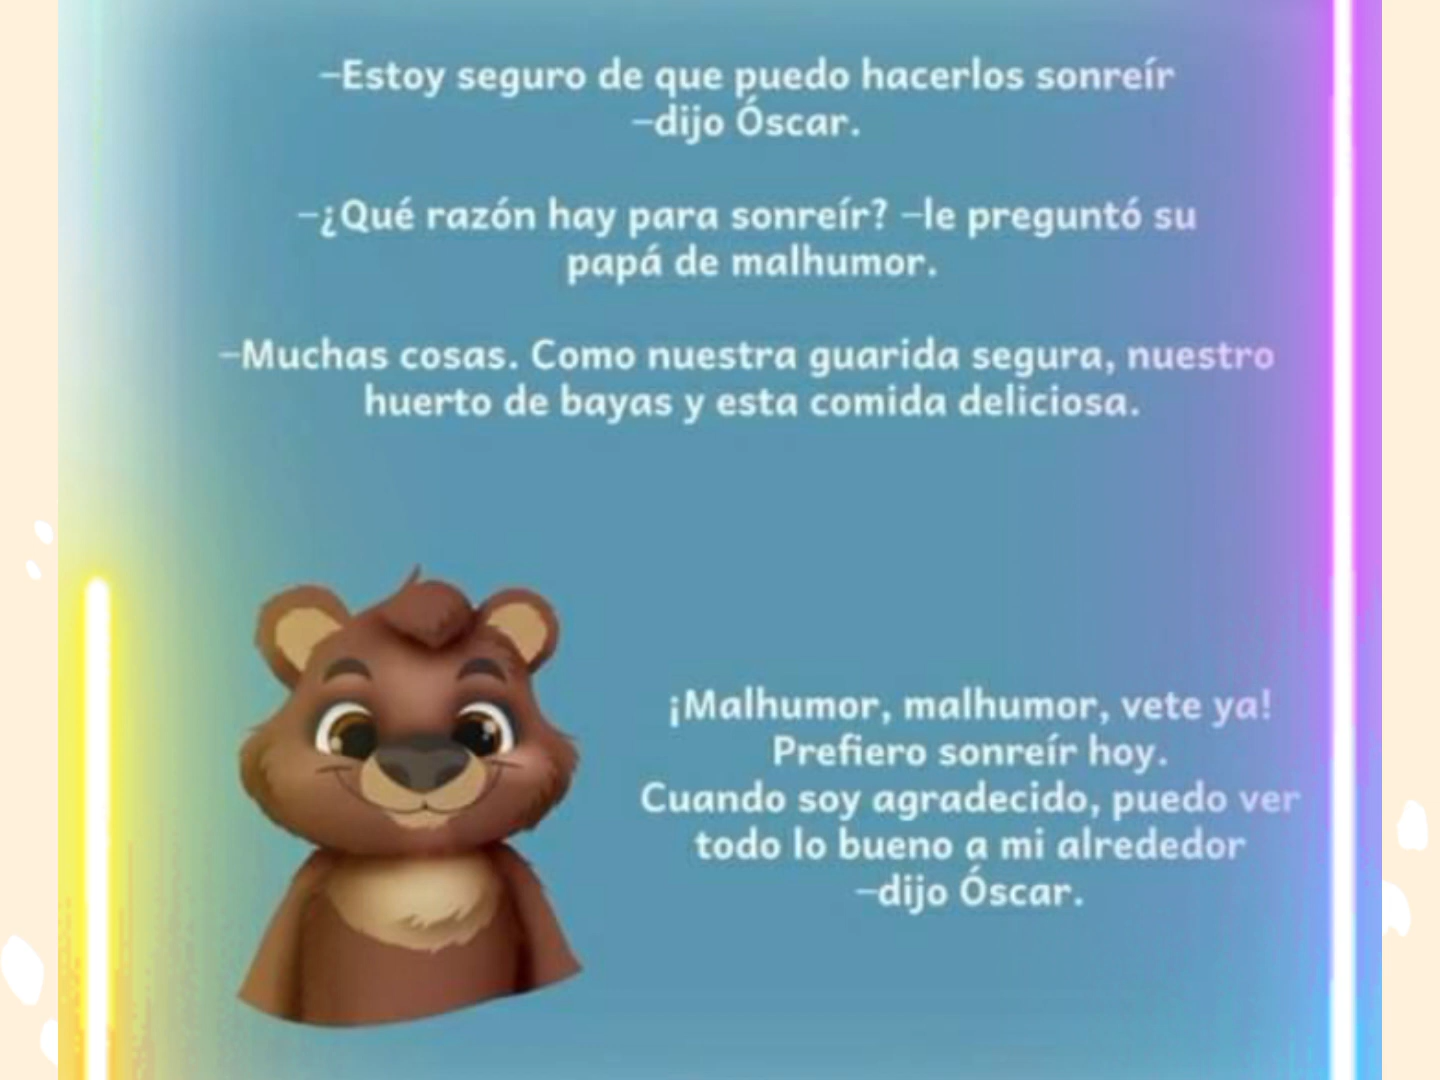 –Estoy seguro de que puedo hacerlos sonreír
–dijo Óscar.
–¿Qué razón hay para sonreír? –le preguntó su
papá de malhumor.
–Muchas cosas. Como nuestra guarida segura, nuestro
huerto de bayas y esta comida deliciosa.
¡Malhumor, malhumor, vete ya!
Prefiero sonreír hoy.
Cuando soy agradecido, puedo ver
todo lo bueno a mi alrededor
–dijo Óscar.